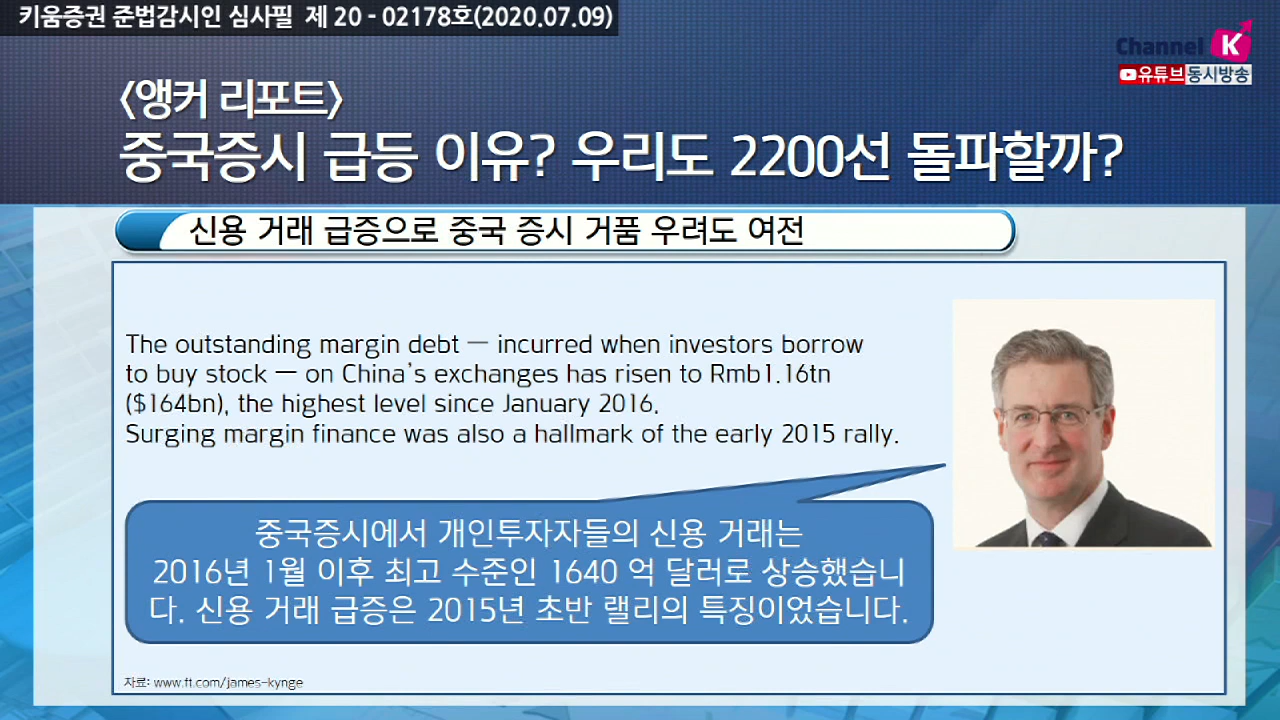 키움증권 준법감시인 심사필 제 20 - 02178호(2020.07.09)
Channel K
유튜브 동시방송
<앵커 리포트>
중국증시 급등 이유? 우리도 2200선 돌파할까?
신용 거래 급증으로 중국 증시 거품 우려도 여전
The outstanding margin debt — incurred when investors borrow
to buy stock — on China's exchanges has risen to Rmb1.16tn
($164bn), the highest level since January 2016.
Surging margin finance was also a hallmark of the early 2015 rally.
중국증시에서 개인투자자들의 신용 거래는
2016년 1월 이후 최고 수준인 1640 억 달러로 상승했습니
다. 신용 거래 급증은 2015년 초반 랠리의 특징이었습니다.
자료: www.ft.com/james-kynge